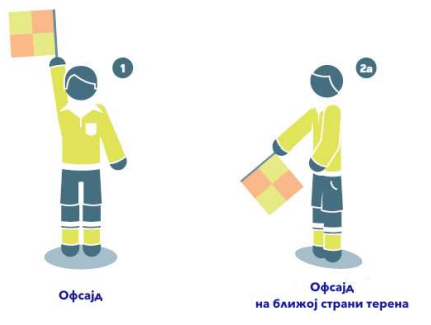 1
2a
Офсајд
Офсајд
на ближој страни терена